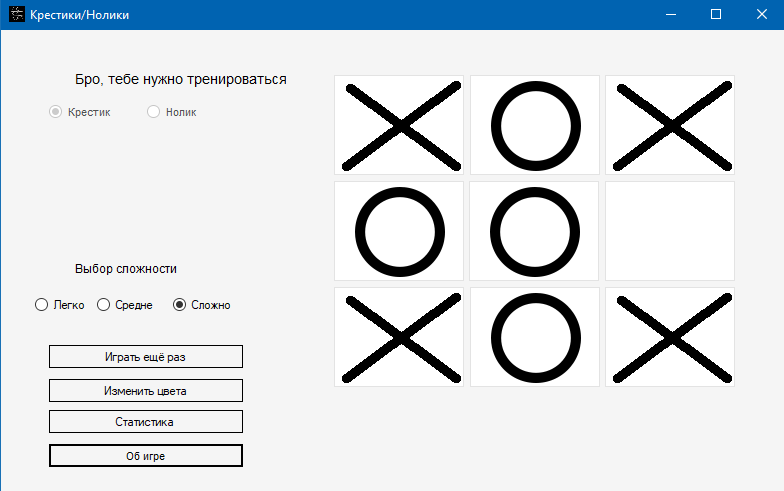 Крестики/Нолики
Бро, тебе нужно тренироваться
Крестик Нолик
Выбор сложности
Легко Средне Сложно
Играть ещё раз
Изменить цвета
Статистика
Об игре